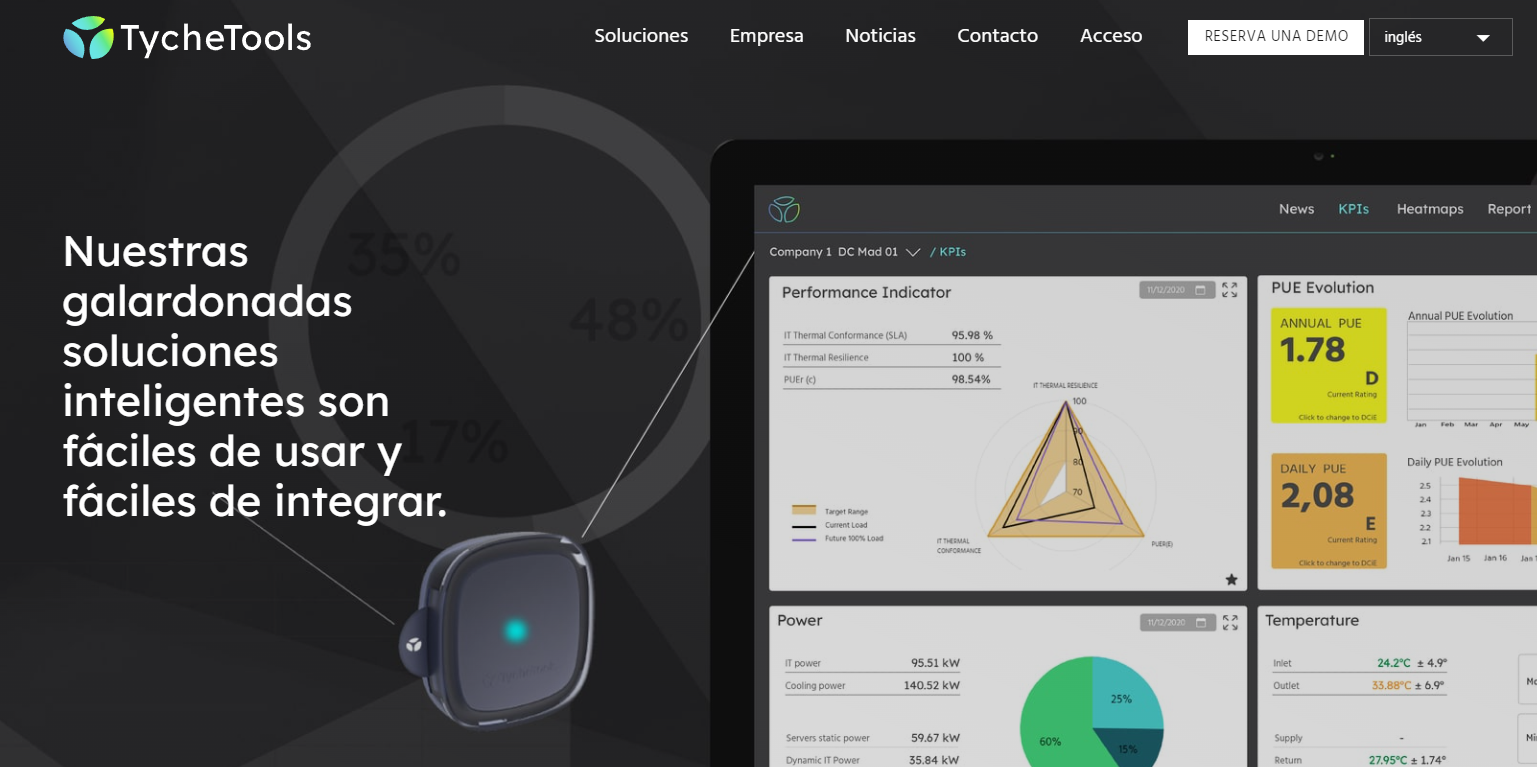 TycheTools
Soluciones Empresa Noticias Contacto Acceso
RESERVA UNA DEMO
inglés
35%
48%
17%
Nuestras
galardonadas
soluciones
inteligentes son
fáciles de usar y
fáciles de integrar.
News KPIs Heatmaps Report
Company 1 DC Mad 01 / KPIs
Performance Indicator
11/12/2020
IT Thermal Conformance (SLA) 95.98 %
IT Thermal Resilience 100 %
PUEr (c) 98.54%
IT THERMAL RESILIENCE
100
90
80
70
Target Range
Current Load
Future 100% Load
IT THERMAL
CONFORMANCE
PUER(E)
PUE Evolution
ANNUAL PUE
1.78
D
Current Rating
Click to change to DCiE
Annual PUE Evolution
Jan Feb Mar Apr May
DAILY PUE
2,08
E
Current Rating
Click to change to DCiE
Daily PUE Evolution
2.5
2.4
2.3
2.2
2.1
Jan 15 Jan 16 Jan 1
Power
11/12/2020
IT power 95.51 kW
Cooling power 140.52 kW
Servers static power 59.67 kW
Dynamic IT Power 35.84 kW
25%
60%
15%
Temperature
Inlet 24.2ºC ± 4.9º
Outlet 33.88ºC ± 6.9º
Supply -
Return 27.95ºC ± 1.74º